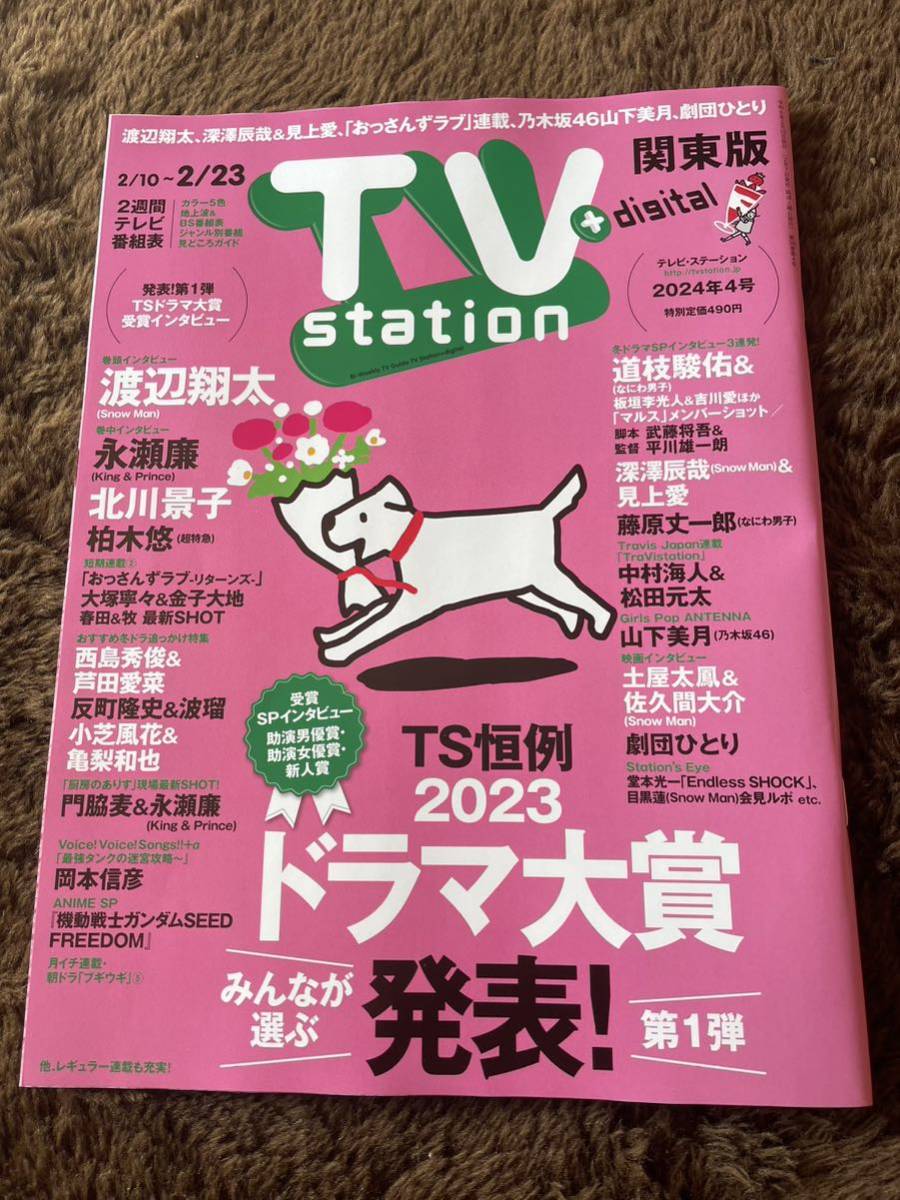 渡辺翔太、深澤辰哉&見上愛、「おっさんずラブ」連載、乃木坂46山下美月、劇団ひとり
2/10~2/23
2週間
テレビ
番組表
カラー5色
地上波&
BS番組表
ジャンル別番組
見どころガイド
TV
station
+digital
Bi-Weekly TV Guide TV Station+digital
関東版
テレビ・ステーション
http://tvstation.jp
2024年4号
特別定価490円
発表!第1弾
TSドラマ大賞
受賞インタビュー
巻頭インタビュー
渡辺翔太
(Snow Man)
巻中インタビュー
永瀬廉
(King & Prince)
北川景子
柏木悠(超特急)
短期連載②
「おっさんずラブ-リターンズ-」
大塚寧々&金子大地
春田&牧 最新SHOT
おすすめ冬ドラ追っかけ特集
西島秀俊&
芦田愛菜
反町隆史&波瑠
小芝風花&
亀梨和也
「厨房のありす」現場最新SHOT!
門脇麦&永瀬廉
(King & Prince)
Voice!Voice!Songs!!+α
「最強タンクの迷宮攻略~」
岡本信彦
ANIME SP
『機動戦士ガンダムSEED
FREEDOM』
月イチ連載・
朝ドラ「ブギウギ」⑤
他、レギュラー連載も充実!
冬ドラマSPインタビュー3連発!
道枝駿佑&
(なにわ男子)
板垣李光人&吉川愛ほか
「マルス」メンバーショット/
脚本 武藤将吾&
監督 平川雄一朗
深澤辰哉(Snow Man)&
見上愛
藤原丈一郎(なにわ男子)
Travis Japan連載
「TraVistation」
中村海人&
松田元太
Girls Pop ANTENNA
山下美月(乃木坂46)
映画インタビュー
土屋太鳳&
佐久間大介
(Snow Man)
劇団ひとり
Station's Eye
堂本光一「Endless SHOCK」、
目黒蓮(Snow Man)会見ルポ etc.
受賞
SPインタビュー
助演男優賞・
助演女優賞・
新人賞
TS恒例
2023
ドラマ大賞
みんなが
選ぶ
発表!
第1弾